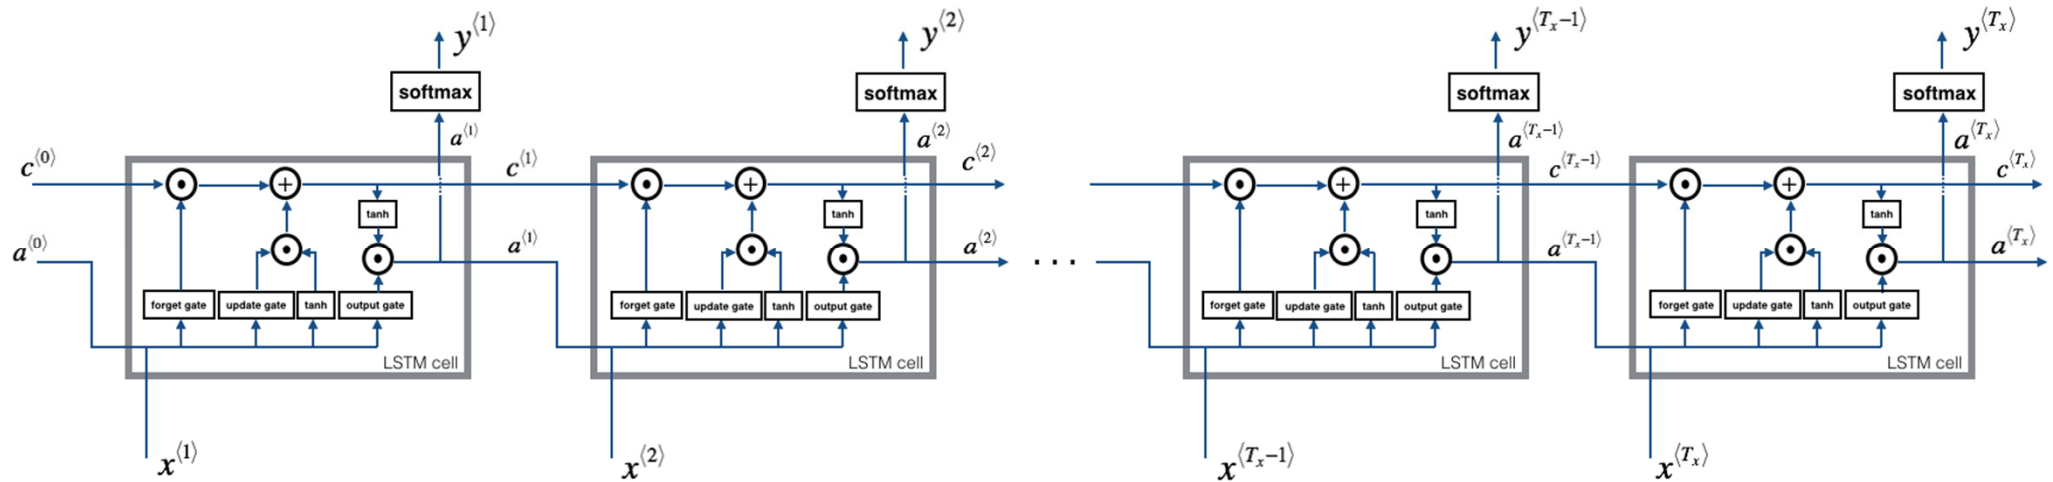 y⟨1⟩ y⟨2⟩ y⟨Tx−1⟩ y⟨Tx⟩
softmax softmax softmax softmax
a⟨1⟩ a⟨2⟩ a⟨Tx−1⟩ a⟨Tx⟩
c⟨0⟩ c⟨1⟩ c⟨2⟩ c⟨Tx−1⟩ c⟨Tx⟩
+ + + +
tanh tanh tanh tanh
a⟨0⟩ a⟨1⟩ a⟨2⟩ . . . a⟨Tx−1⟩ a⟨Tx⟩
forget gate update gate tanh output gate forget gate update gate tanh output gate forget gate update gate tanh output gate forget gate update gate tanh output gate
LSTM cell LSTM cell LSTM cell LSTM cell
x⟨1⟩ x⟨2⟩ x⟨Tx−1⟩ x⟨Tx⟩